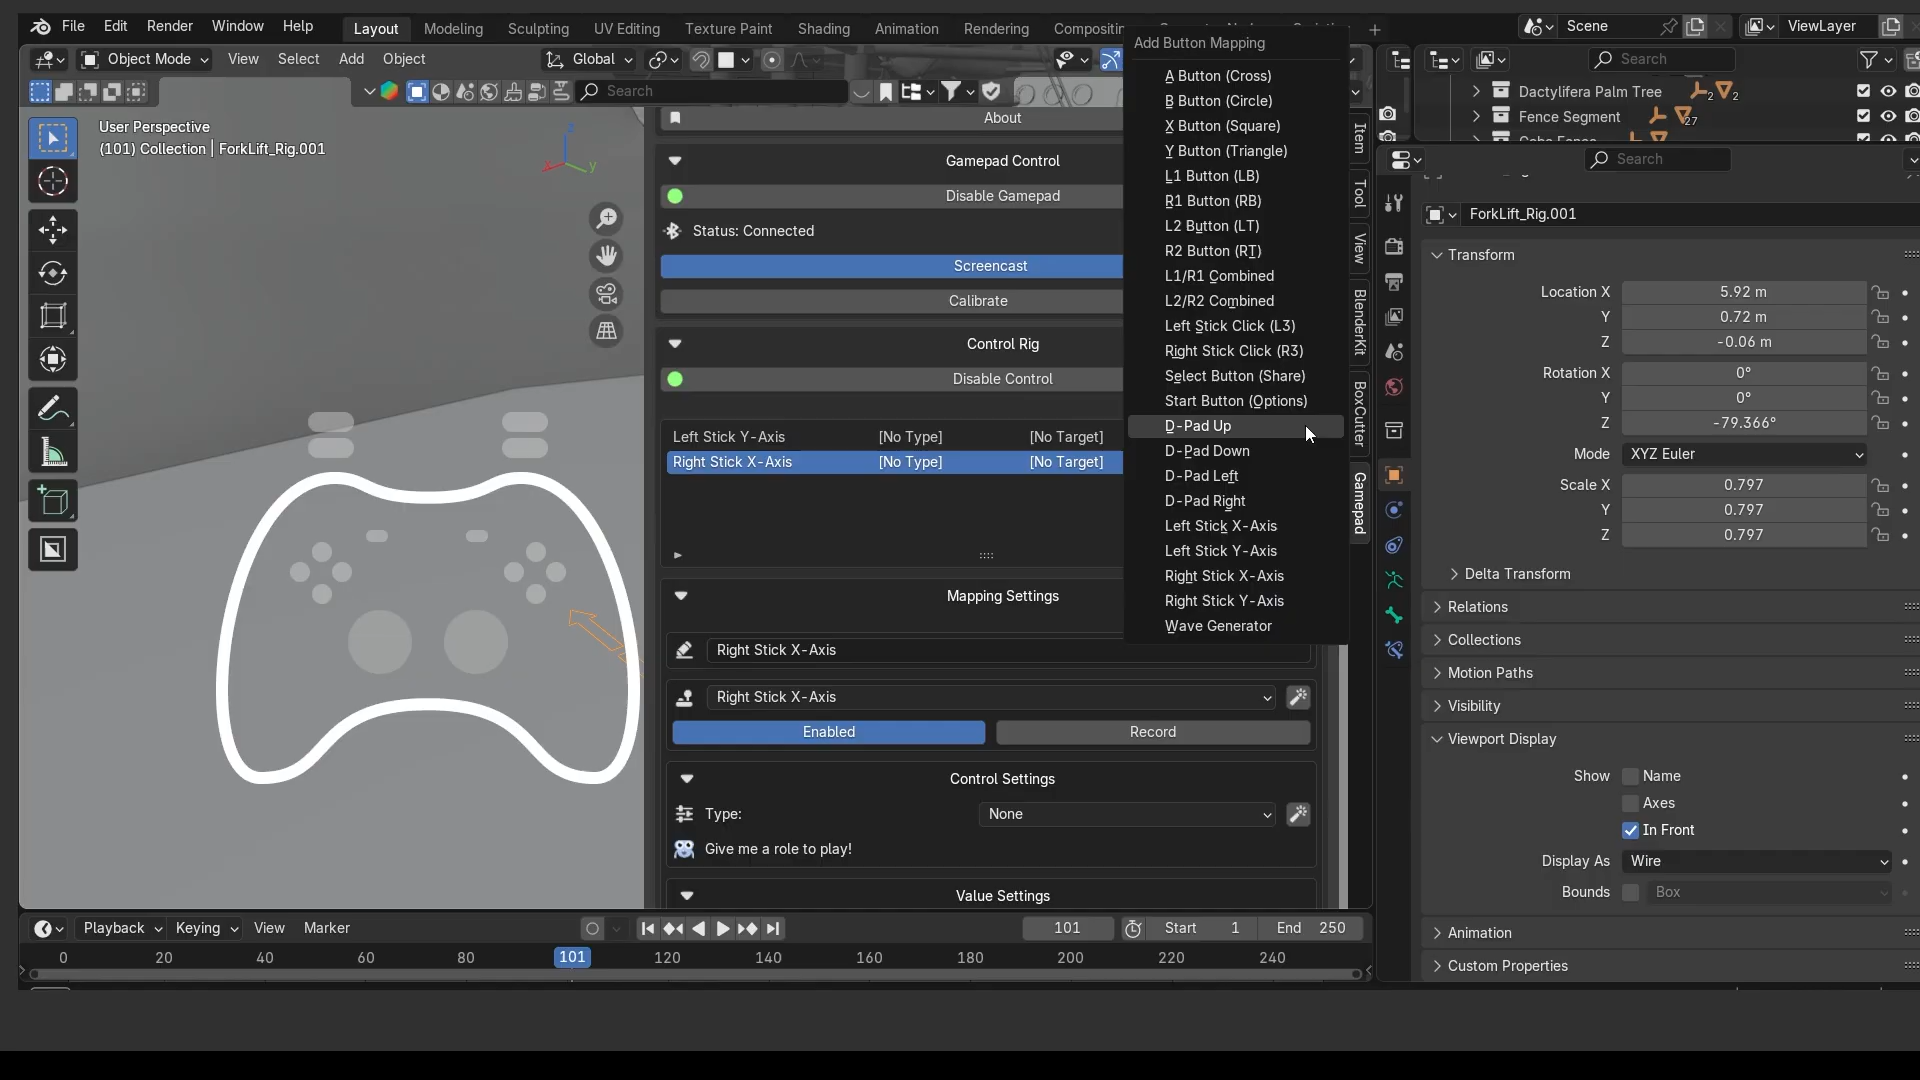 File Edit Render Window Help
Layout Modeling Sculpting UV Editing Texture Paint Shading Animation Rendering
Scene
ViewLayer
Object Mode View Select Add Object
Global
Search
Search
User Perspective
(101) Collection | ForkLift_Rig.001
z
x
y
About
Gamepad Control
Disable Gamepad
Status: Connected
Screencast
Calibrate
Control Rig
Disable Control
Left Stick Y-Axis [No Type] [No Target]
Right Stick X-Axis [No Type] [No Target]
Mapping Settings
Right Stick X-Axis
Right Stick X-Axis
Enabled Record
Control Settings
Type: None
Give me a role to play!
Value Settings
Add Button Mapping
A Button (Cross)
B Button (Circle)
X Button (Square)
Y Button (Triangle)
L1 Button (LB)
R1 Button (RB)
L2 Button (LT)
R2 Button (RT)
L1/R1 Combined
L2/R2 Combined
Left Stick Click (L3)
Right Stick Click (R3)
Select Button (Share)
Start Button (Options)
D-Pad Up
D-Pad Down
D-Pad Left
D-Pad Right
Left Stick X-Axis
Left Stick Y-Axis
Right Stick X-Axis
Right Stick Y-Axis
Wave Generator
Item
Tool
View
BlenderKit
BoxCutter
Gamepad
Dactylifera Palm Tree 2 2
Fence Segment 27
Search
ForkLift_Rig.001
Transform
Location X 5.92 m
Y 0.72 m
Z -0.06 m
Rotation X 0°
Y 0°
Z -79.366°
Mode XYZ Euler
Scale X 0.797
Y 0.797
Z 0.797
Delta Transform
Relations
Collections
Motion Paths
Visibility
Viewport Display
Show Name
Axes
In Front
Display As Wire
Bounds Box
Animation
Custom Properties
Playback Keying View Marker
101 Start 1 End 250
0 20 40 60 80 101 120 140 160 180 200 220 240